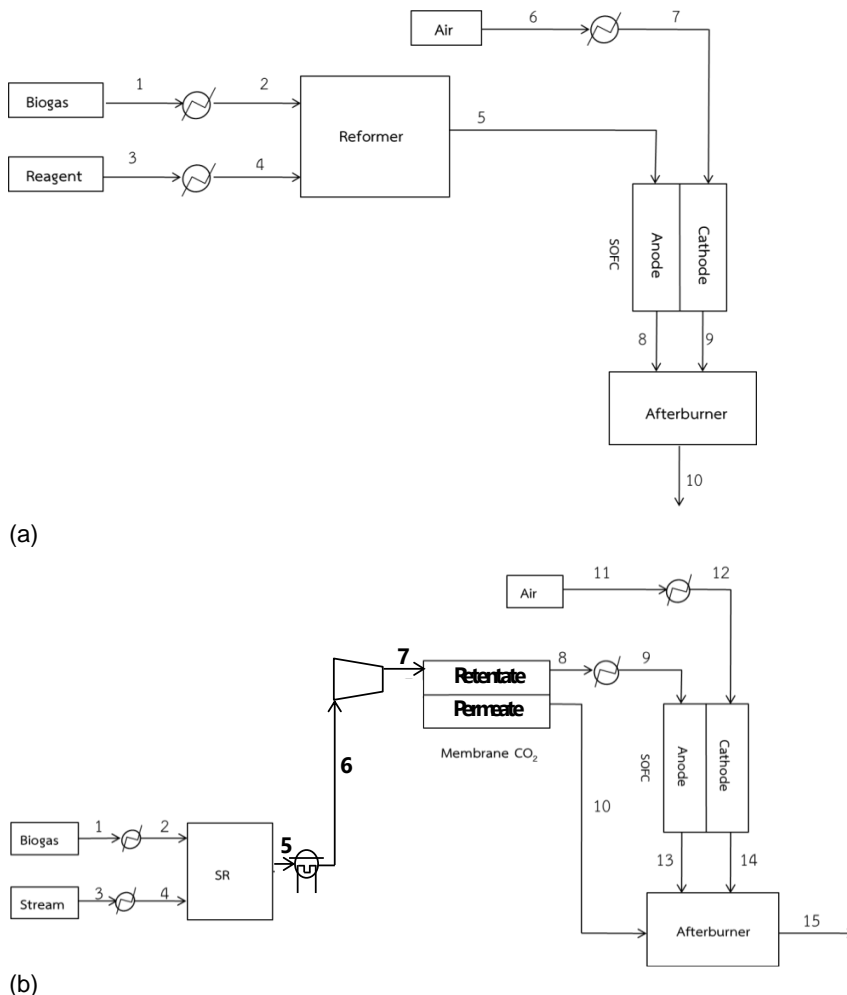 Air
6
7
Biogas
1
2
Reformer
5
Reagent
3
4
SOFC
Anode
Cathode
8
9
Afterburner
10
(a)
Air
11
12
7
Retentate
Permeate
8
9
Membrane CO₂
6
SOFC
Anode
Cathode
10
Biogas
1
2
SR
5
Stream
3
4
13
14
Afterburner
15
(b)